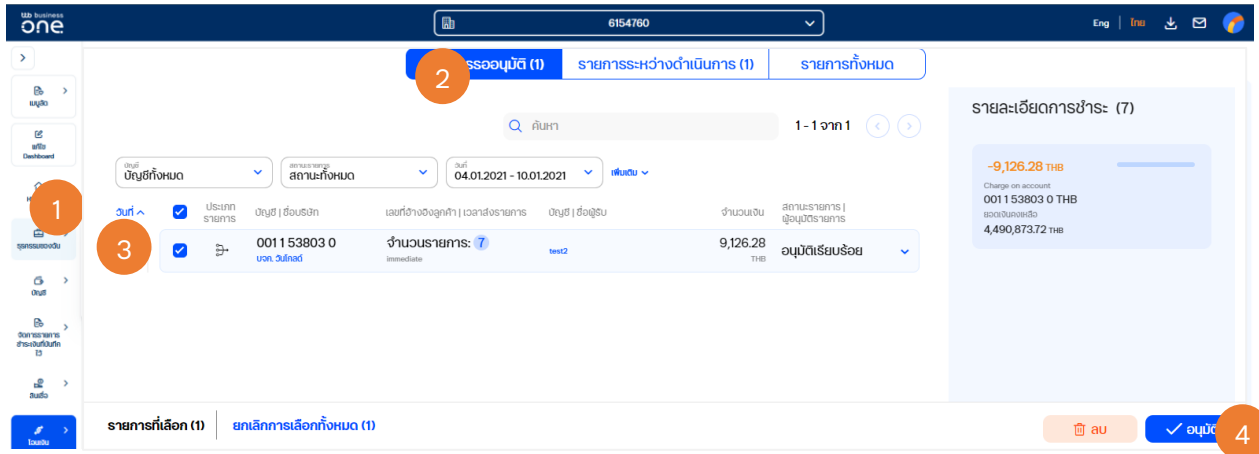 ttb business
one
6154760
Eng | ไทย
เมนูลัด
แก้ไข
Dashboard
1
ธุรกรรมของฉัน
บัญชี
จัดการรายการ
ชำระเงินที่บันทึก
ไว้
สินเชื่อ
โอนเงิน
2
รออนุมัติ (1)
รายการระหว่างดำเนินการ (1)
รายการทั้งหมด
ค้นหา
1 - 1 จาก 1
บัญชี
บัญชีทั้งหมด
สถานะรายการ
สถานะทั้งหมด
วันที่
04.01.2021 - 10.01.2021
เพิ่มเติม
วันที่
ประเภท
รายการ
บัญชี | ชื่อบริษัท
เลขที่อ้างอิงลูกค้า | เวลาส่งรายการ
บัญชี | ชื่อผู้รับ
จำนวนเงิน
สถานะรายการ |
ผู้อนุมัติรายการ
3
001 1 53803 0
บจก. วันโกลด์
จำนวนรายการ: 7
immediate
test2
9,126.28
THB
อนุมัติเรียบร้อย
รายละเอียดการชำระ (7)
-9,126.28 THB
Charge on account
001 1 53803 0 THB
ยอดเงินคงเหลือ
4,490,873.72 THB
รายการที่เลือก (1)
ยกเลิกการเลือกทั้งหมด (1)
ลบ
4